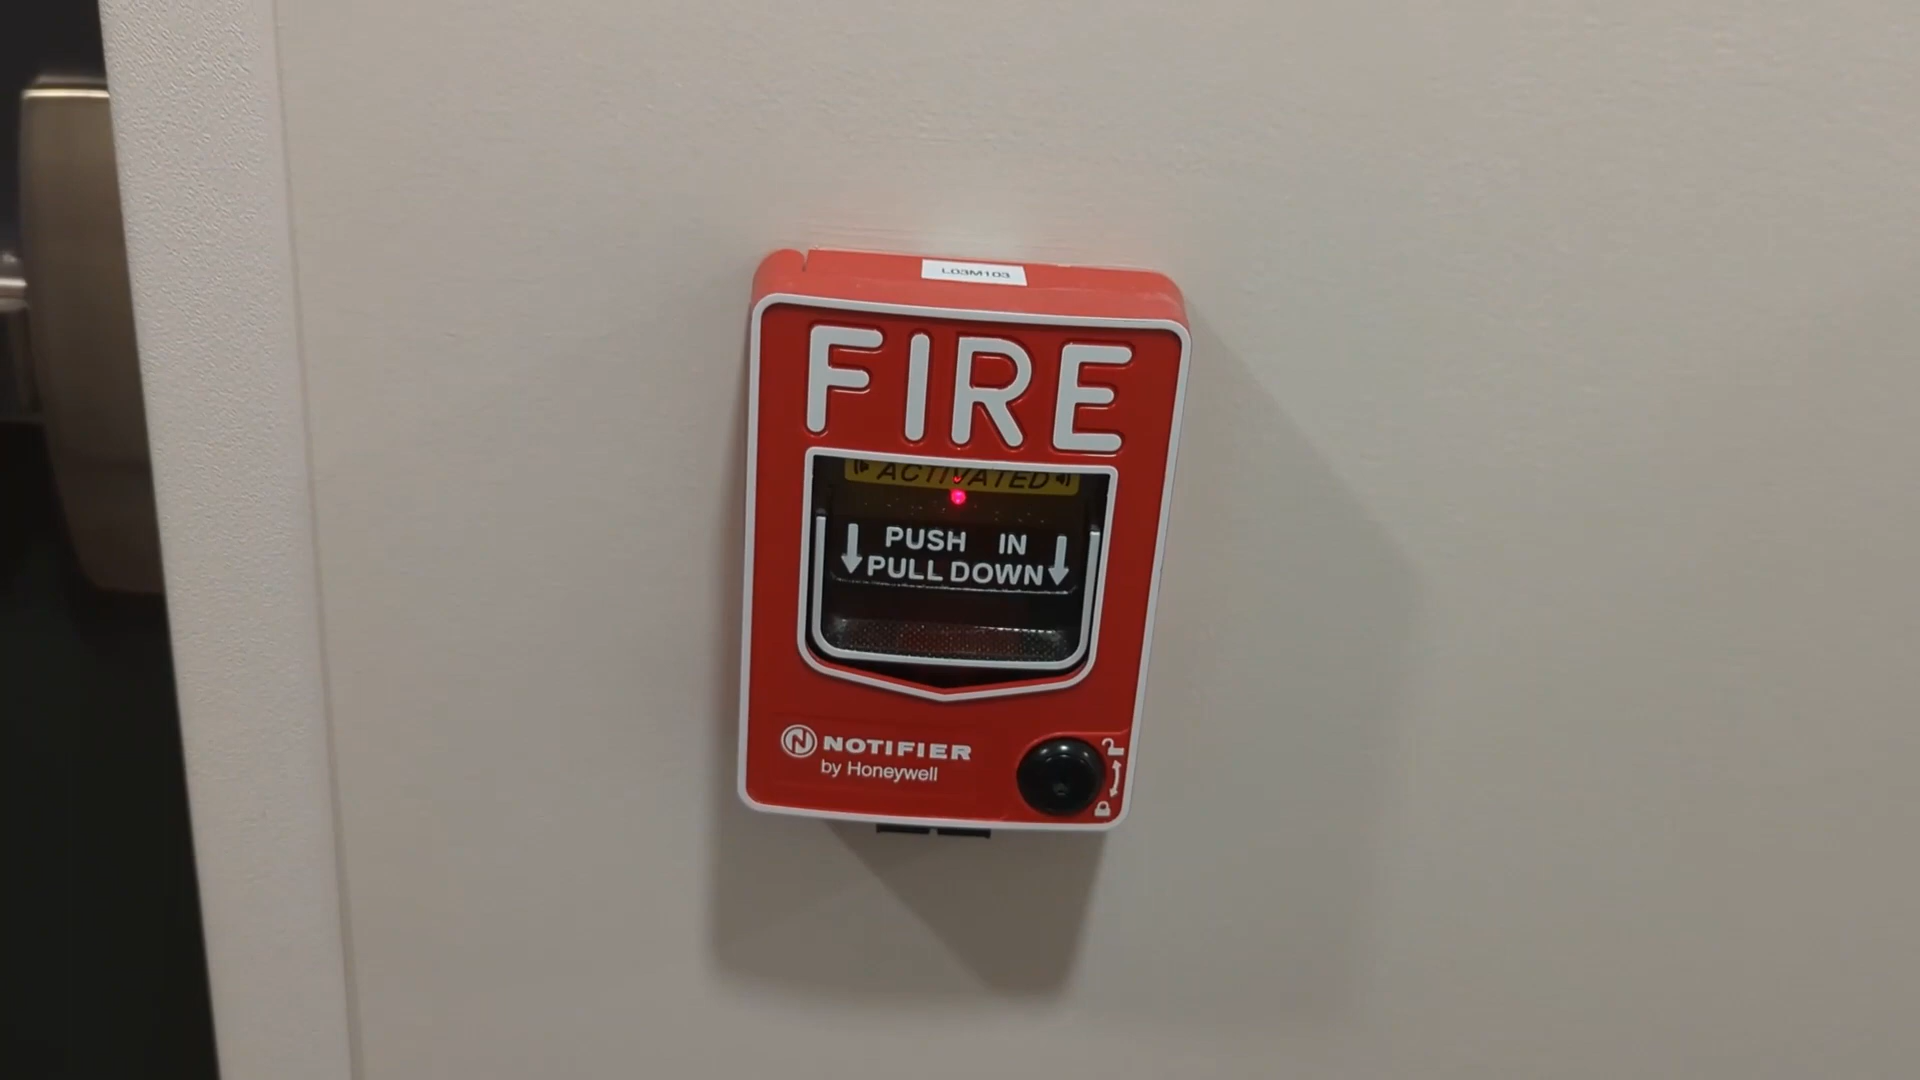 L03M103
FIRE
ACTIVATED
PUSH IN
PULL DOWN
N NOTIFIER
by Honeywell